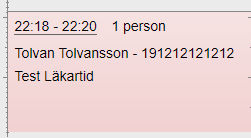 22:18 - 22:20 1 person
Tolvan Tolvansson - 191212121212
Test Läkartid